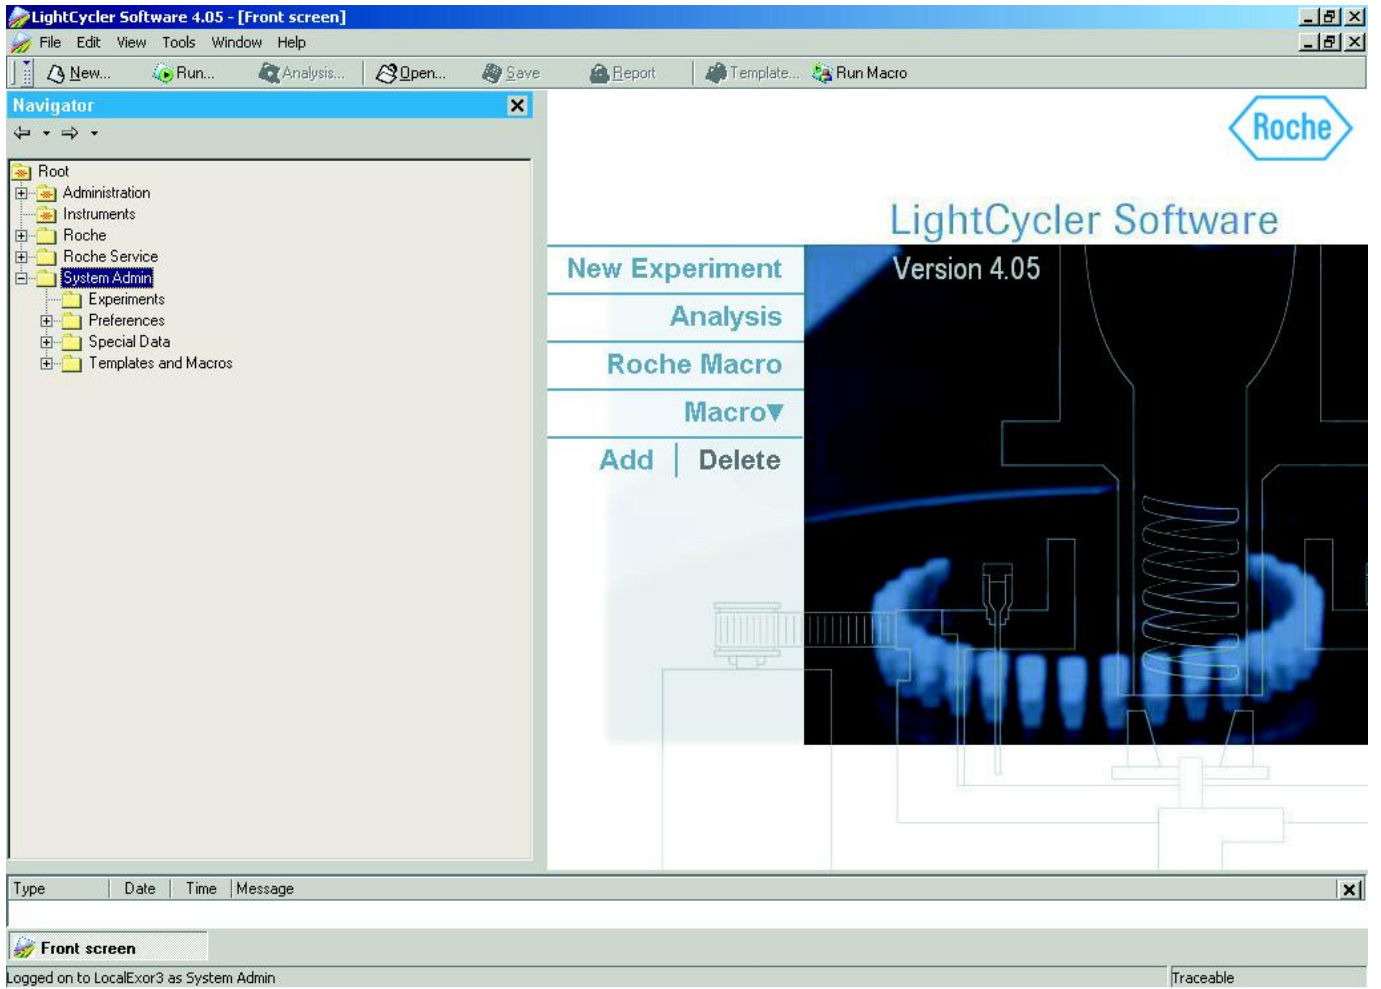 LightCycler Software 4.05 - [Front screen]
File Edit View Tools Window Help
New... Run... Analysis... Open... Save Report Template... Run Macro
Navigator
Roche
Root
Administration
Instruments
Roche
Roche Service
System Admin
Experiments
Preferences
Special Data
Templates and Macros
LightCycler Software
Version 4.05
New Experiment
Analysis
Roche Macro
Macro▼
Add | Delete
Type Date Time Message
Front screen
Logged on to LocalExor3 as System Admin
Traceable